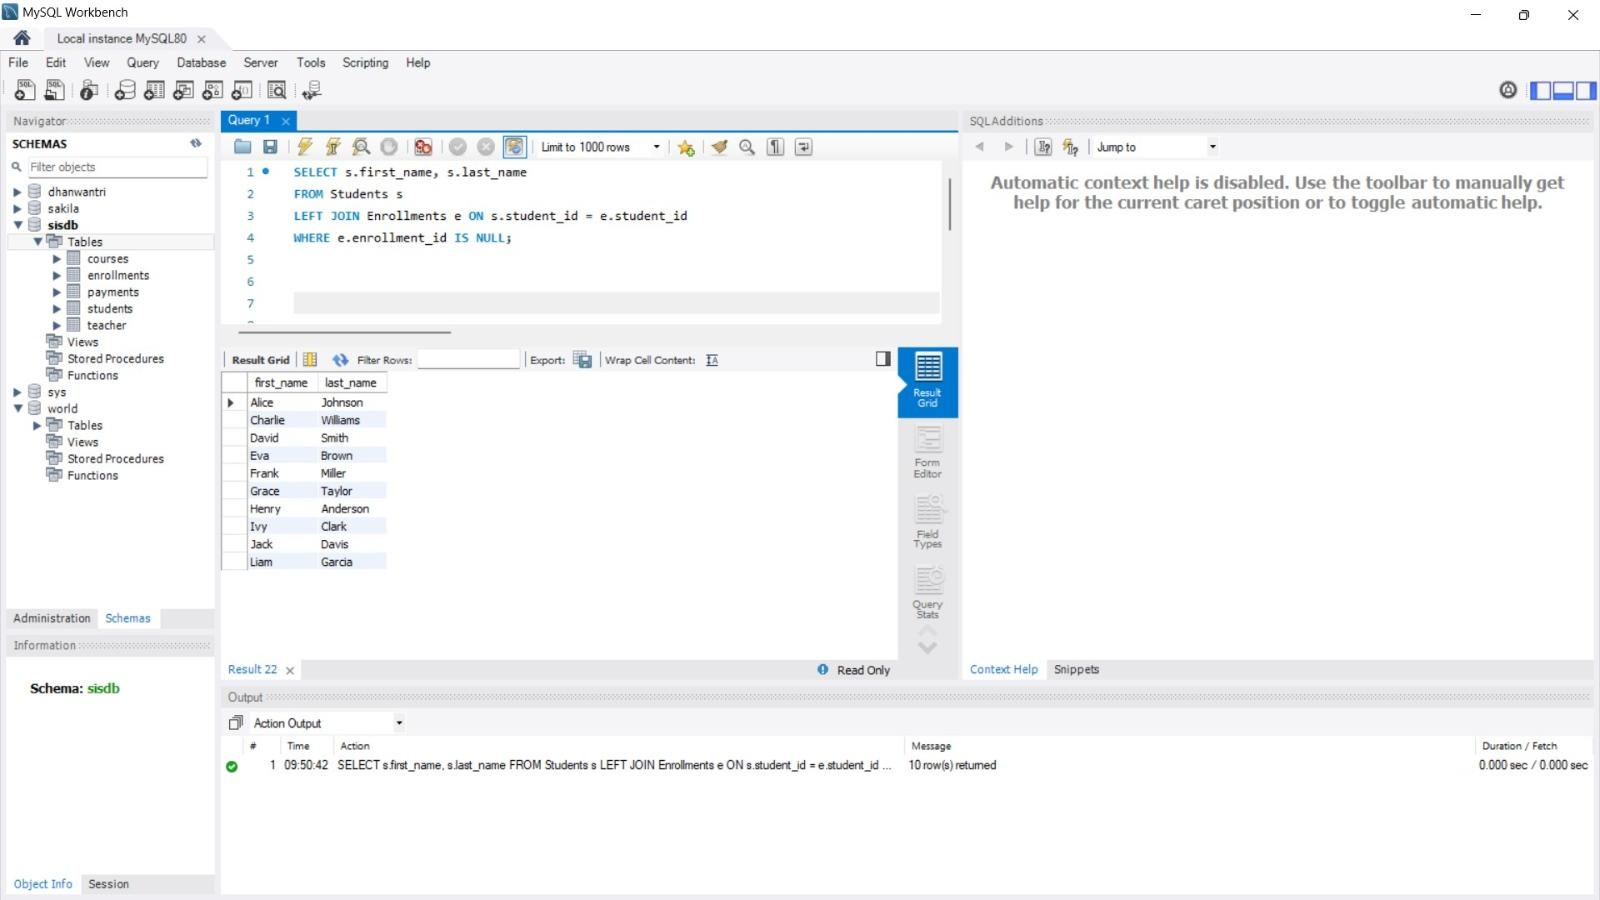 MySQL Workbench
Local instance MySQL80
File Edit View Query Database Server Tools Scripting Help
Navigator
SCHEMAS
Filter objects
dhanwantri
sakila
sisdb
Tables
courses
enrollments
payments
students
teacher
Views
Stored Procedures
Functions
sys
world
Tables
Views
Stored Procedures
Functions
Administration Schemas
Information
Schema: sisdb
Object Info Session
Query 1
Limit to 1000 rows
1 SELECT s.first_name, s.last_name
2 FROM Students s
3 LEFT JOIN Enrollments e ON s.student_id = e.student_id
4 WHERE e.enrollment_id IS NULL;
5
6
7
Result Grid Filter Rows: Export: Wrap Cell Content:
first_name last_name
Alice Johnson
Charlie Williams
David Smith
Eva Brown
Frank Miller
Grace Taylor
Henry Anderson
Ivy Clark
Jack Davis
Liam Garcia
Result
Grid
Form
Editor
Field
Types
Query
Stats
Result 22 Read Only
SQLAdditions
Jump to
Automatic context help is disabled. Use the toolbar to manually get
help for the current caret position or to toggle automatic help.
Context Help Snippets
Output
Action Output
# Time Action Message Duration / Fetch
1 09:50:42 SELECT s.first_name, s.last_name FROM Students s LEFT JOIN Enrollments e ON s.student_id = e.student_id ... 10 row(s) returned 0.000 sec / 0.000 sec